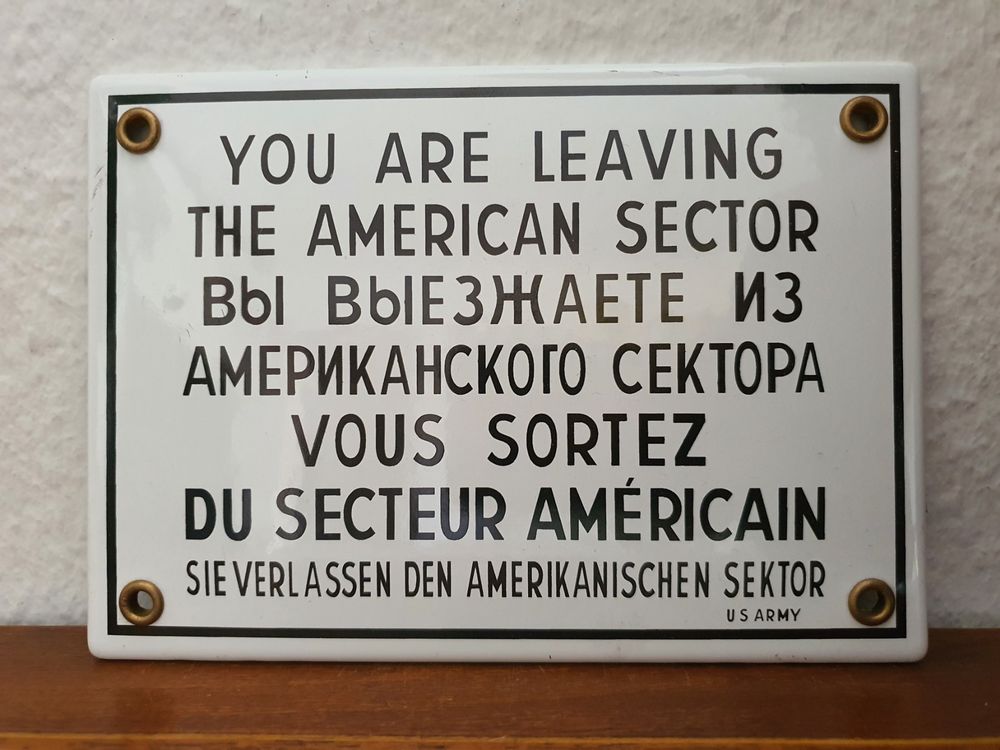 YOU ARE LEAVING
THE AMERICAN SECTOR
ВЫ ВЫЕЗЖАЕТЕ ИЗ
АМЕРИКАНСКОГО СЕКТОРА
VOUS SORTEZ
DU SECTEUR AMÉRICAIN
SIE VERLASSEN DEN AMERIKANISCHEN SEKTOR
US ARMY